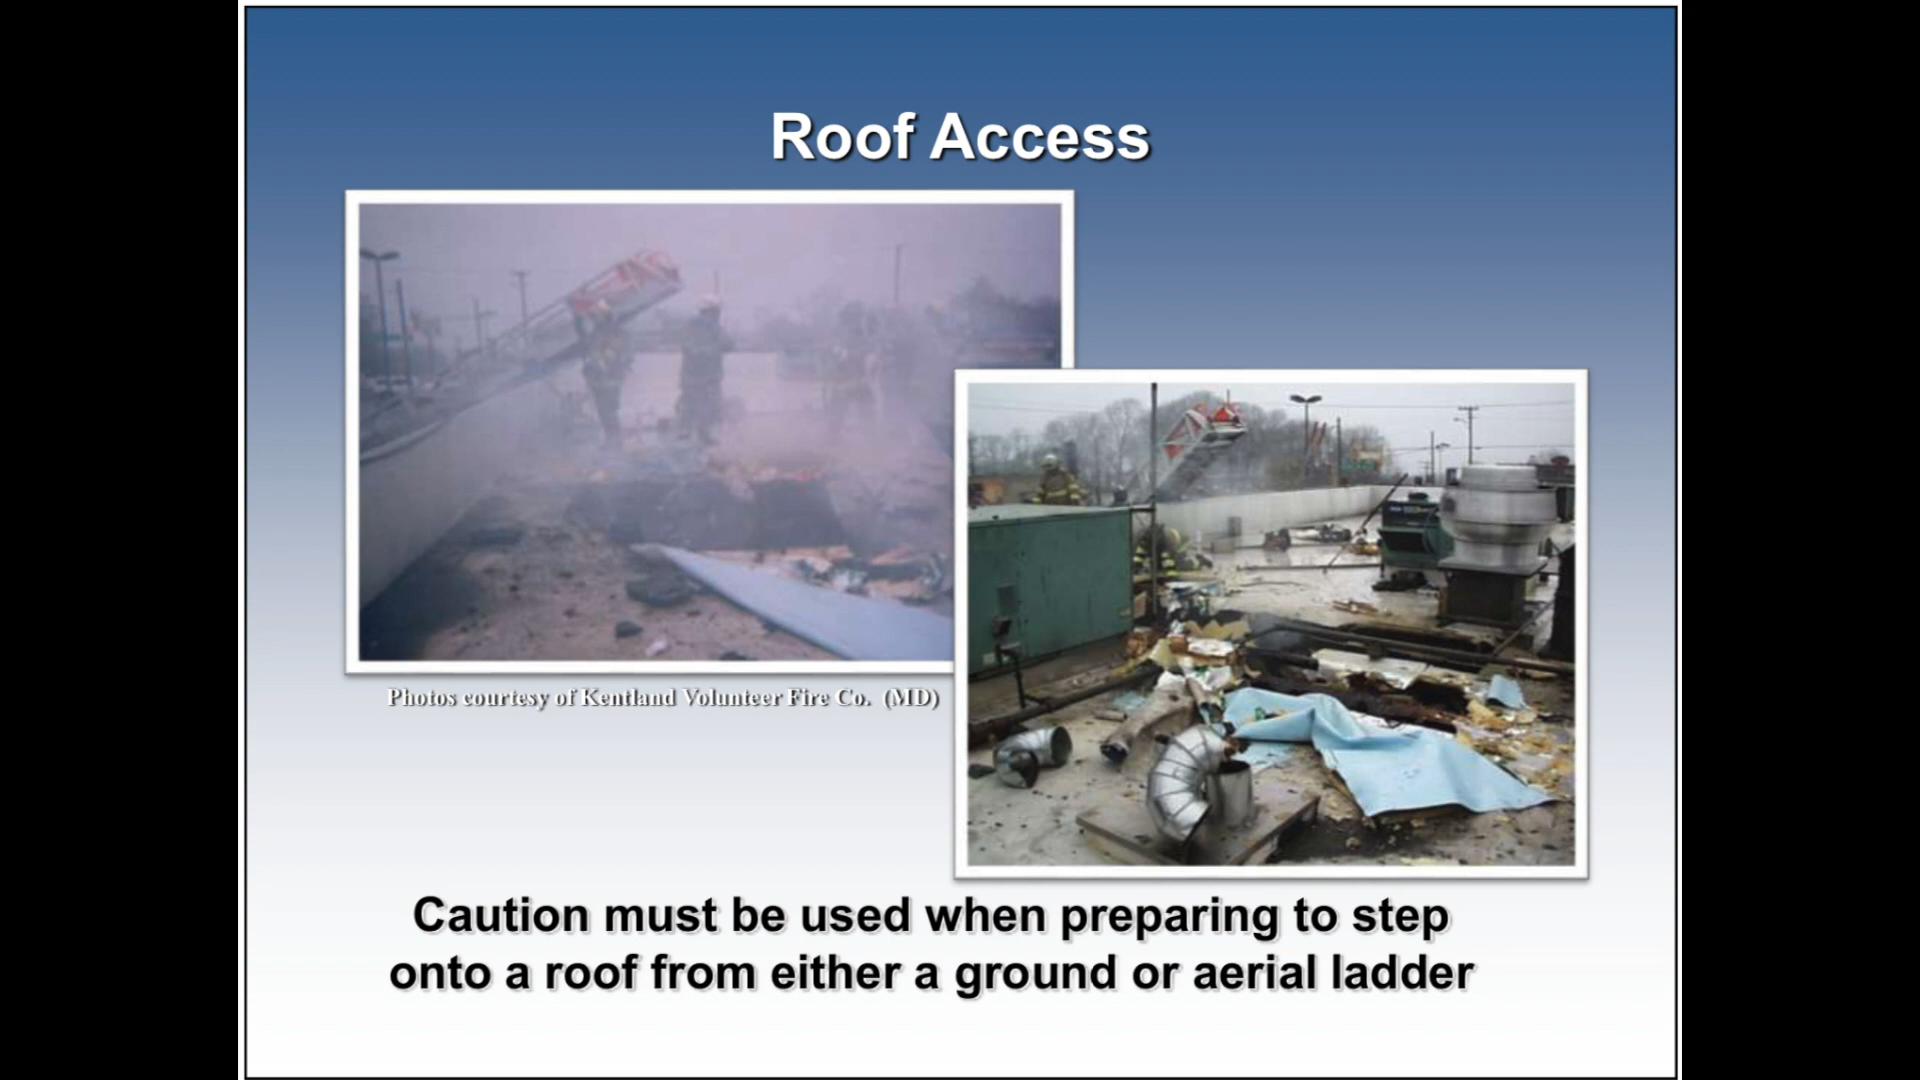 Roof Access
Photos courtesy of Kentland Volunteer Fire Co. (MD)
Caution must be used when preparing to step
onto a roof from either a ground or aerial ladder